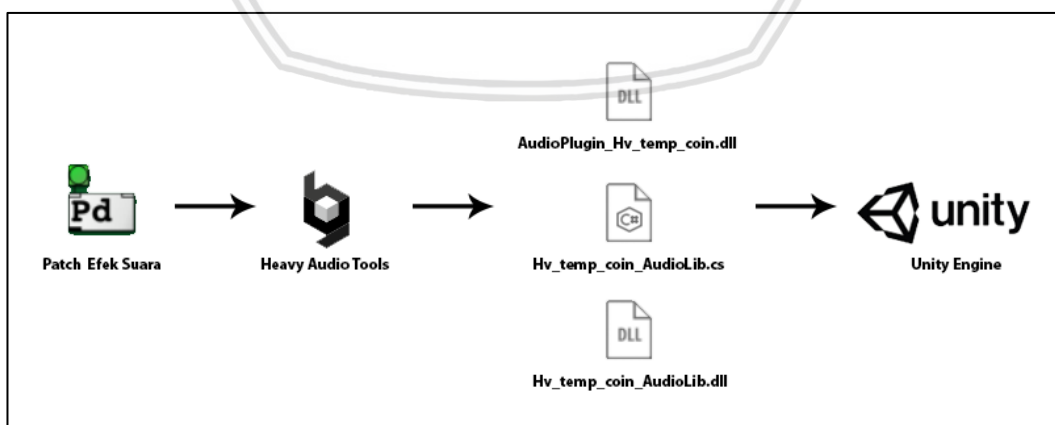 DLL
AudioPlugin_Hv_temp_coin.dll
Pd
Patch Efek Suara
Heavy Audio Tools
C#
Hv_temp_coin_AudioLib.cs
unity
Unity Engine
DLL
Hv_temp_coin_AudioLib.dll